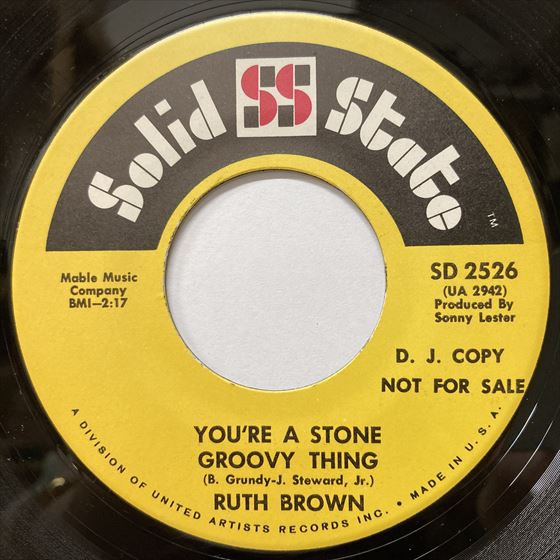 Solid SS State
TM
Mable Music
Company
BMI—2:17
SD 2526
(UA 2942)
Produced By
Sonny Lester
D. J. COPY
NOT FOR SALE
YOU'RE A STONE
GROOVY THING
(B. Grundy-J. Steward, Jr.)
RUTH BROWN
A DIVISION OF UNITED ARTISTS RECORDS INC. • MADE IN U. S. A.